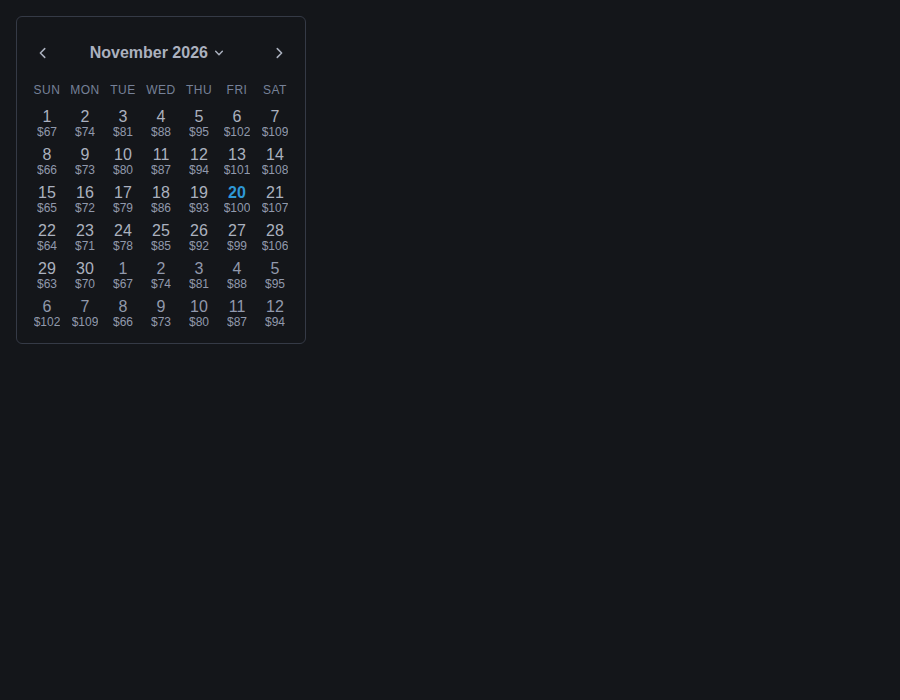 November 2026
SUN MON TUE WED THU FRI SAT
1 2 3 4 5 6 7
$67 $74 $81 $88 $95 $102 $109
8 9 10 11 12 13 14
$66 $73 $80 $87 $94 $101 $108
15 16 17 18 19 20 21
$65 $72 $79 $86 $93 $100 $107
22 23 24 25 26 27 28
$64 $71 $78 $85 $92 $99 $106
29 30 1 2 3 4 5
$63 $70 $67 $74 $81 $88 $95
6 7 8 9 10 11 12
$102 $109 $66 $73 $80 $87 $94